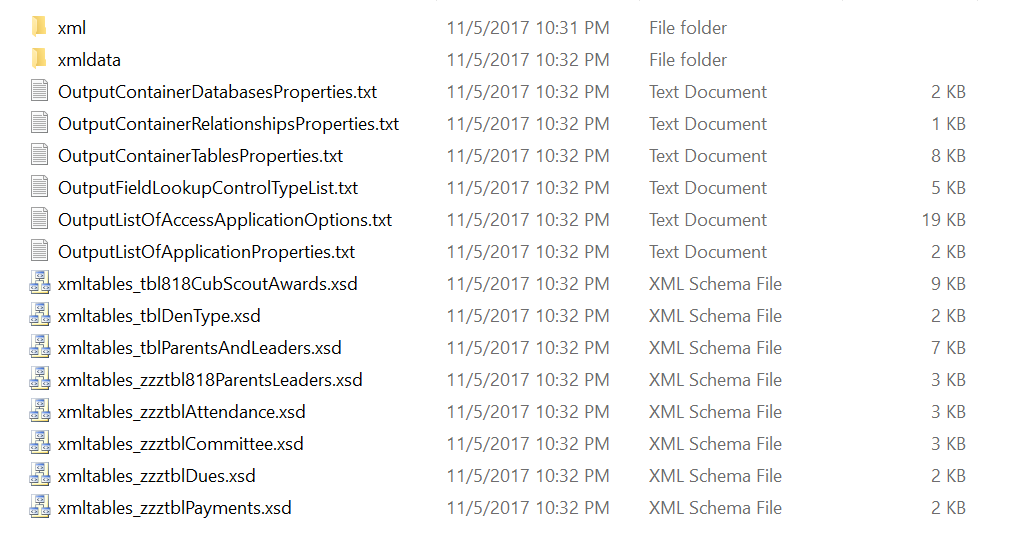 xml 11/5/2017 10:31 PM File folder
xmldata 11/5/2017 10:32 PM File folder
OutputContainerDatabasesProperties.txt 11/5/2017 10:32 PM Text Document 2 KB
OutputContainerRelationshipsProperties.txt 11/5/2017 10:32 PM Text Document 1 KB
OutputContainerTablesProperties.txt 11/5/2017 10:32 PM Text Document 8 KB
OutputFieldLookupControlTypeList.txt 11/5/2017 10:32 PM Text Document 5 KB
OutputListOfAccessApplicationOptions.txt 11/5/2017 10:32 PM Text Document 19 KB
OutputListOfApplicationProperties.txt 11/5/2017 10:32 PM Text Document 2 KB
xmltables_tbl818CubScoutAwards.xsd 11/5/2017 10:32 PM XML Schema File 9 KB
xmltables_tblDenType.xsd 11/5/2017 10:32 PM XML Schema File 2 KB
xmltables_tblParentsAndLeaders.xsd 11/5/2017 10:32 PM XML Schema File 7 KB
xmltables_zzztbl818ParentsLeaders.xsd 11/5/2017 10:32 PM XML Schema File 3 KB
xmltables_zzztblAttendance.xsd 11/5/2017 10:32 PM XML Schema File 3 KB
xmltables_zzztblCommittee.xsd 11/5/2017 10:32 PM XML Schema File 3 KB
xmltables_zzztblDues.xsd 11/5/2017 10:32 PM XML Schema File 2 KB
xmltables_zzztblPayments.xsd 11/5/2017 10:32 PM XML Schema File 2 KB